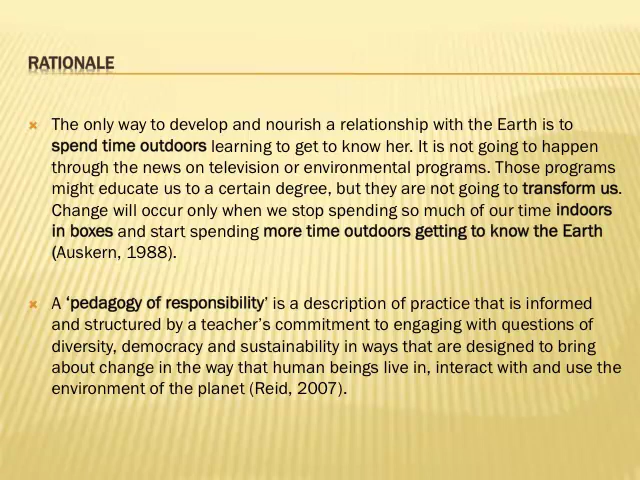 RATIONALE
The only way to develop and nourish a relationship with the Earth is to
spend time outdoors learning to get to know her. It is not going to happen
through the news on television or environmental programs. Those programs
might educate us to a certain degree, but they are not going to transform us.
Change will occur only when we stop spending so much of our time indoors
in boxes and start spending more time outdoors getting to know the Earth
(Auskern, 1988).
A ‘pedagogy of responsibility’ is a description of practice that is informed
and structured by a teacher’s commitment to engaging with questions of
diversity, democracy and sustainability in ways that are designed to bring
about change in the way that human beings live in, interact with and use the
environment of the planet (Reid, 2007).